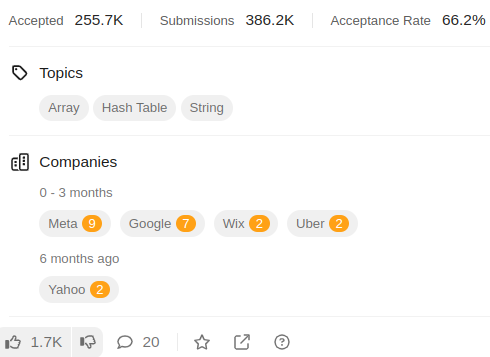 Accepted 255.7K Submissions 386.2K Acceptance Rate 66.2%
Topics
Array Hash Table String
Companies
0 - 3 months
Meta 9 Google 7 Wix 2 Uber 2
6 months ago
Yahoo 2
1.7K 20